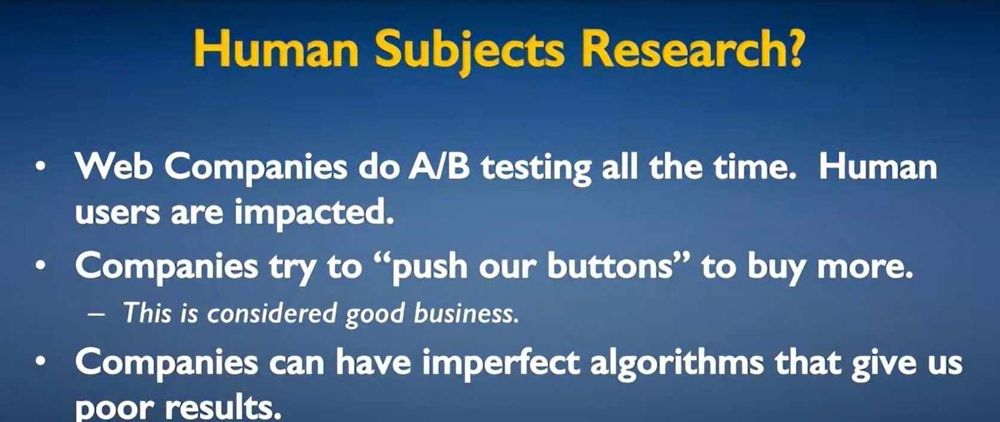 Human Subjects Research?
• Web Companies do A/B testing all the time. Human
users are impacted.
• Companies try to “push our buttons” to buy more.
– This is considered good business.
• Companies can have imperfect algorithms that give us
poor results.